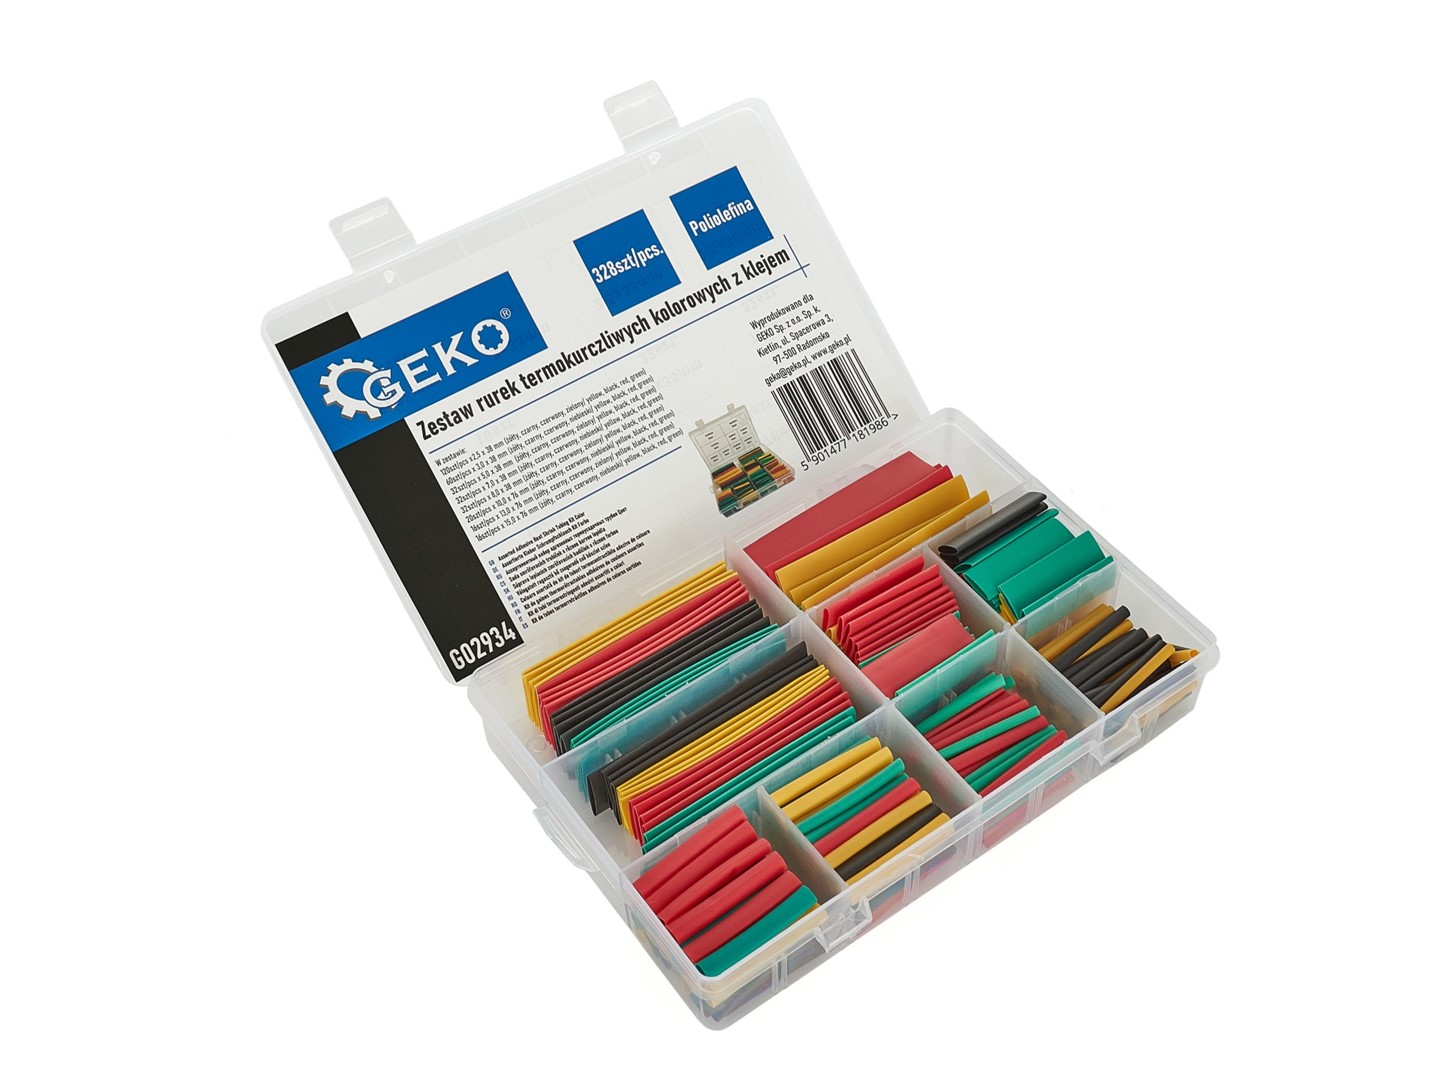 GEKO®
328szt/pcs.
Poliolefina
Zestaw rurek termokurczliwych kolorowych z klejem
W zestawie:
120szt/pcs x 2,5 x 38 mm (żółty, czarny, czerwony, zielony/ yellow, black, red, green)
60szt/pcs x 3,0 x 38 mm (żółty, czarny, czerwony, niebieski/ yellow, black, red, green)
32szt/pcs x 5,0 x 38 mm (żółty, czarny, czerwony, zielony/ yellow, black, red, green)
32szt/pcs x 7,0 x 38 mm (żółty, czarny, czerwony, niebieski/ yellow, black, red, green)
32szt/pcs x 8,0 x 38 mm (żółty, czarny, czerwony, zielony/ yellow, black, red, green)
20szt/pcs x 10,0 x 76 mm (żółty, czarny, czerwony, niebieski/ yellow, black, red, green)
16szt/pcs x 13,0 x 76 mm (żółty, czarny, czerwony, zielony/ yellow, black, red, green)
16szt/pcs x 15,0 x 76 mm (żółty, czarny, czerwony, niebieski/ yellow, black, red, green)
Wyprodukowano dla
GEKO Sp. z o.o. Sp. k.
Kietlin, ul. Spacerowa 3,
97-500 Radomsko
geko@geko.pl, www.geko.pl
5 901477 181986 >
GB Assorted Adhesive Heat Shrink Tubing Kit Color
G02934